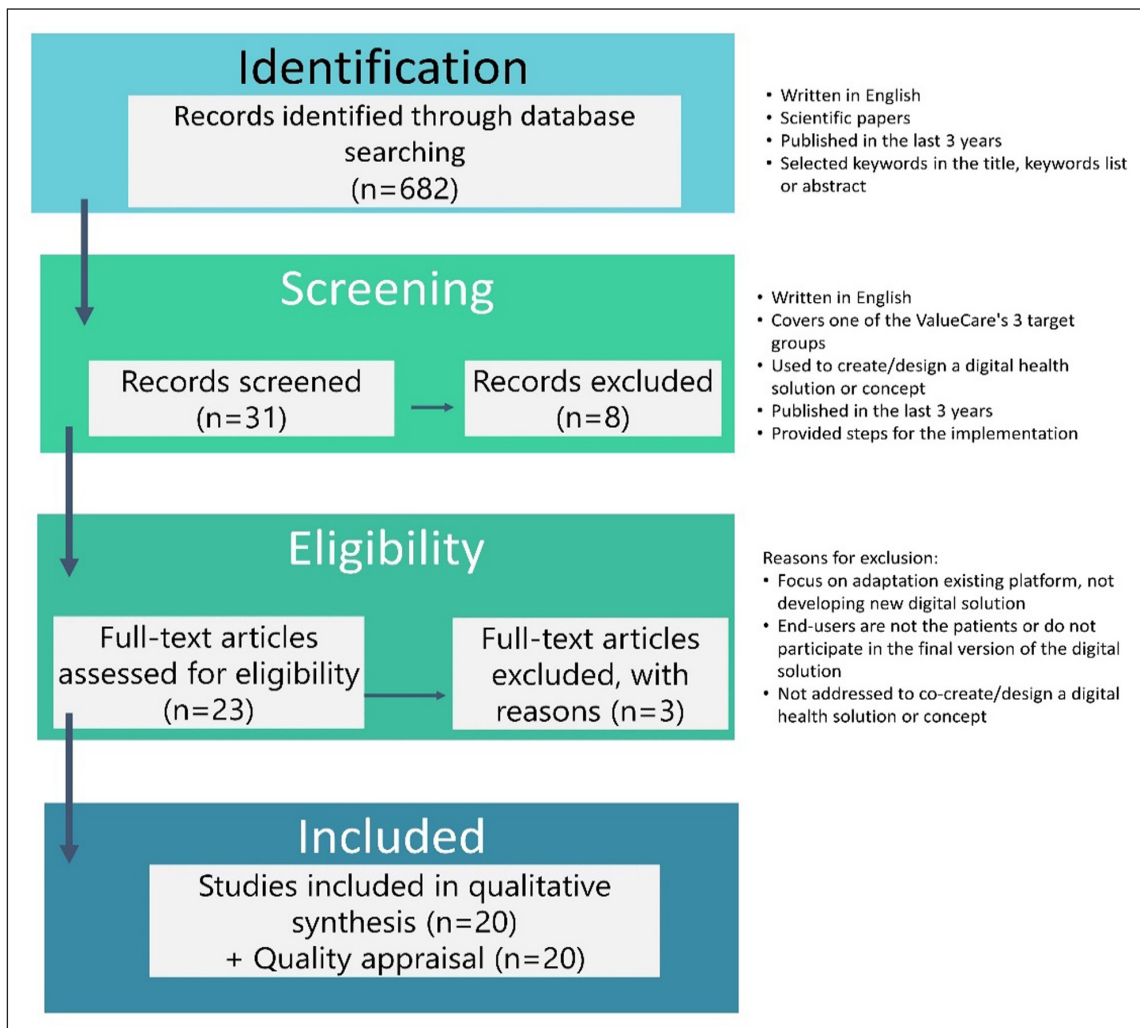 Identification
Records identified through database
searching
(n=682)
• Written in English
• Scientific papers
• Published in the last 3 years
• Selected keywords in the title, keywords list
or abstract
Screening
Records screened
(n=31)
Records excluded
(n=8)
• Written in English
• Covers one of the ValueCare's 3 target
groups
• Used to create/design a digital health
solution or concept
• Published in the last 3 years
• Provided steps for the implementation
Eligibility
Full-text articles
assessed for eligibility
(n=23)
Full-text articles
excluded, with
reasons (n=3)
Reasons for exclusion:
• Focus on adaptation existing platform, not
developing new digital solution
• End-users are not the patients or do not
participate in the final version of the digital
solution
• Not addressed to co-create/design a digital
health solution or concept
Included
Studies included in qualitative
synthesis (n=20)
+ Quality appraisal (n=20)